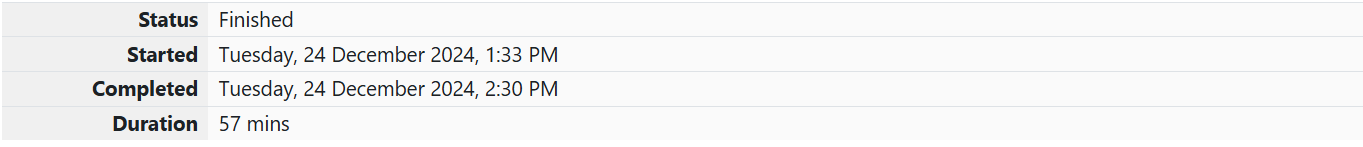 Status Finished
Started Tuesday, 24 December 2024, 1:33 PM
Completed Tuesday, 24 December 2024, 2:30 PM
Duration 57 mins